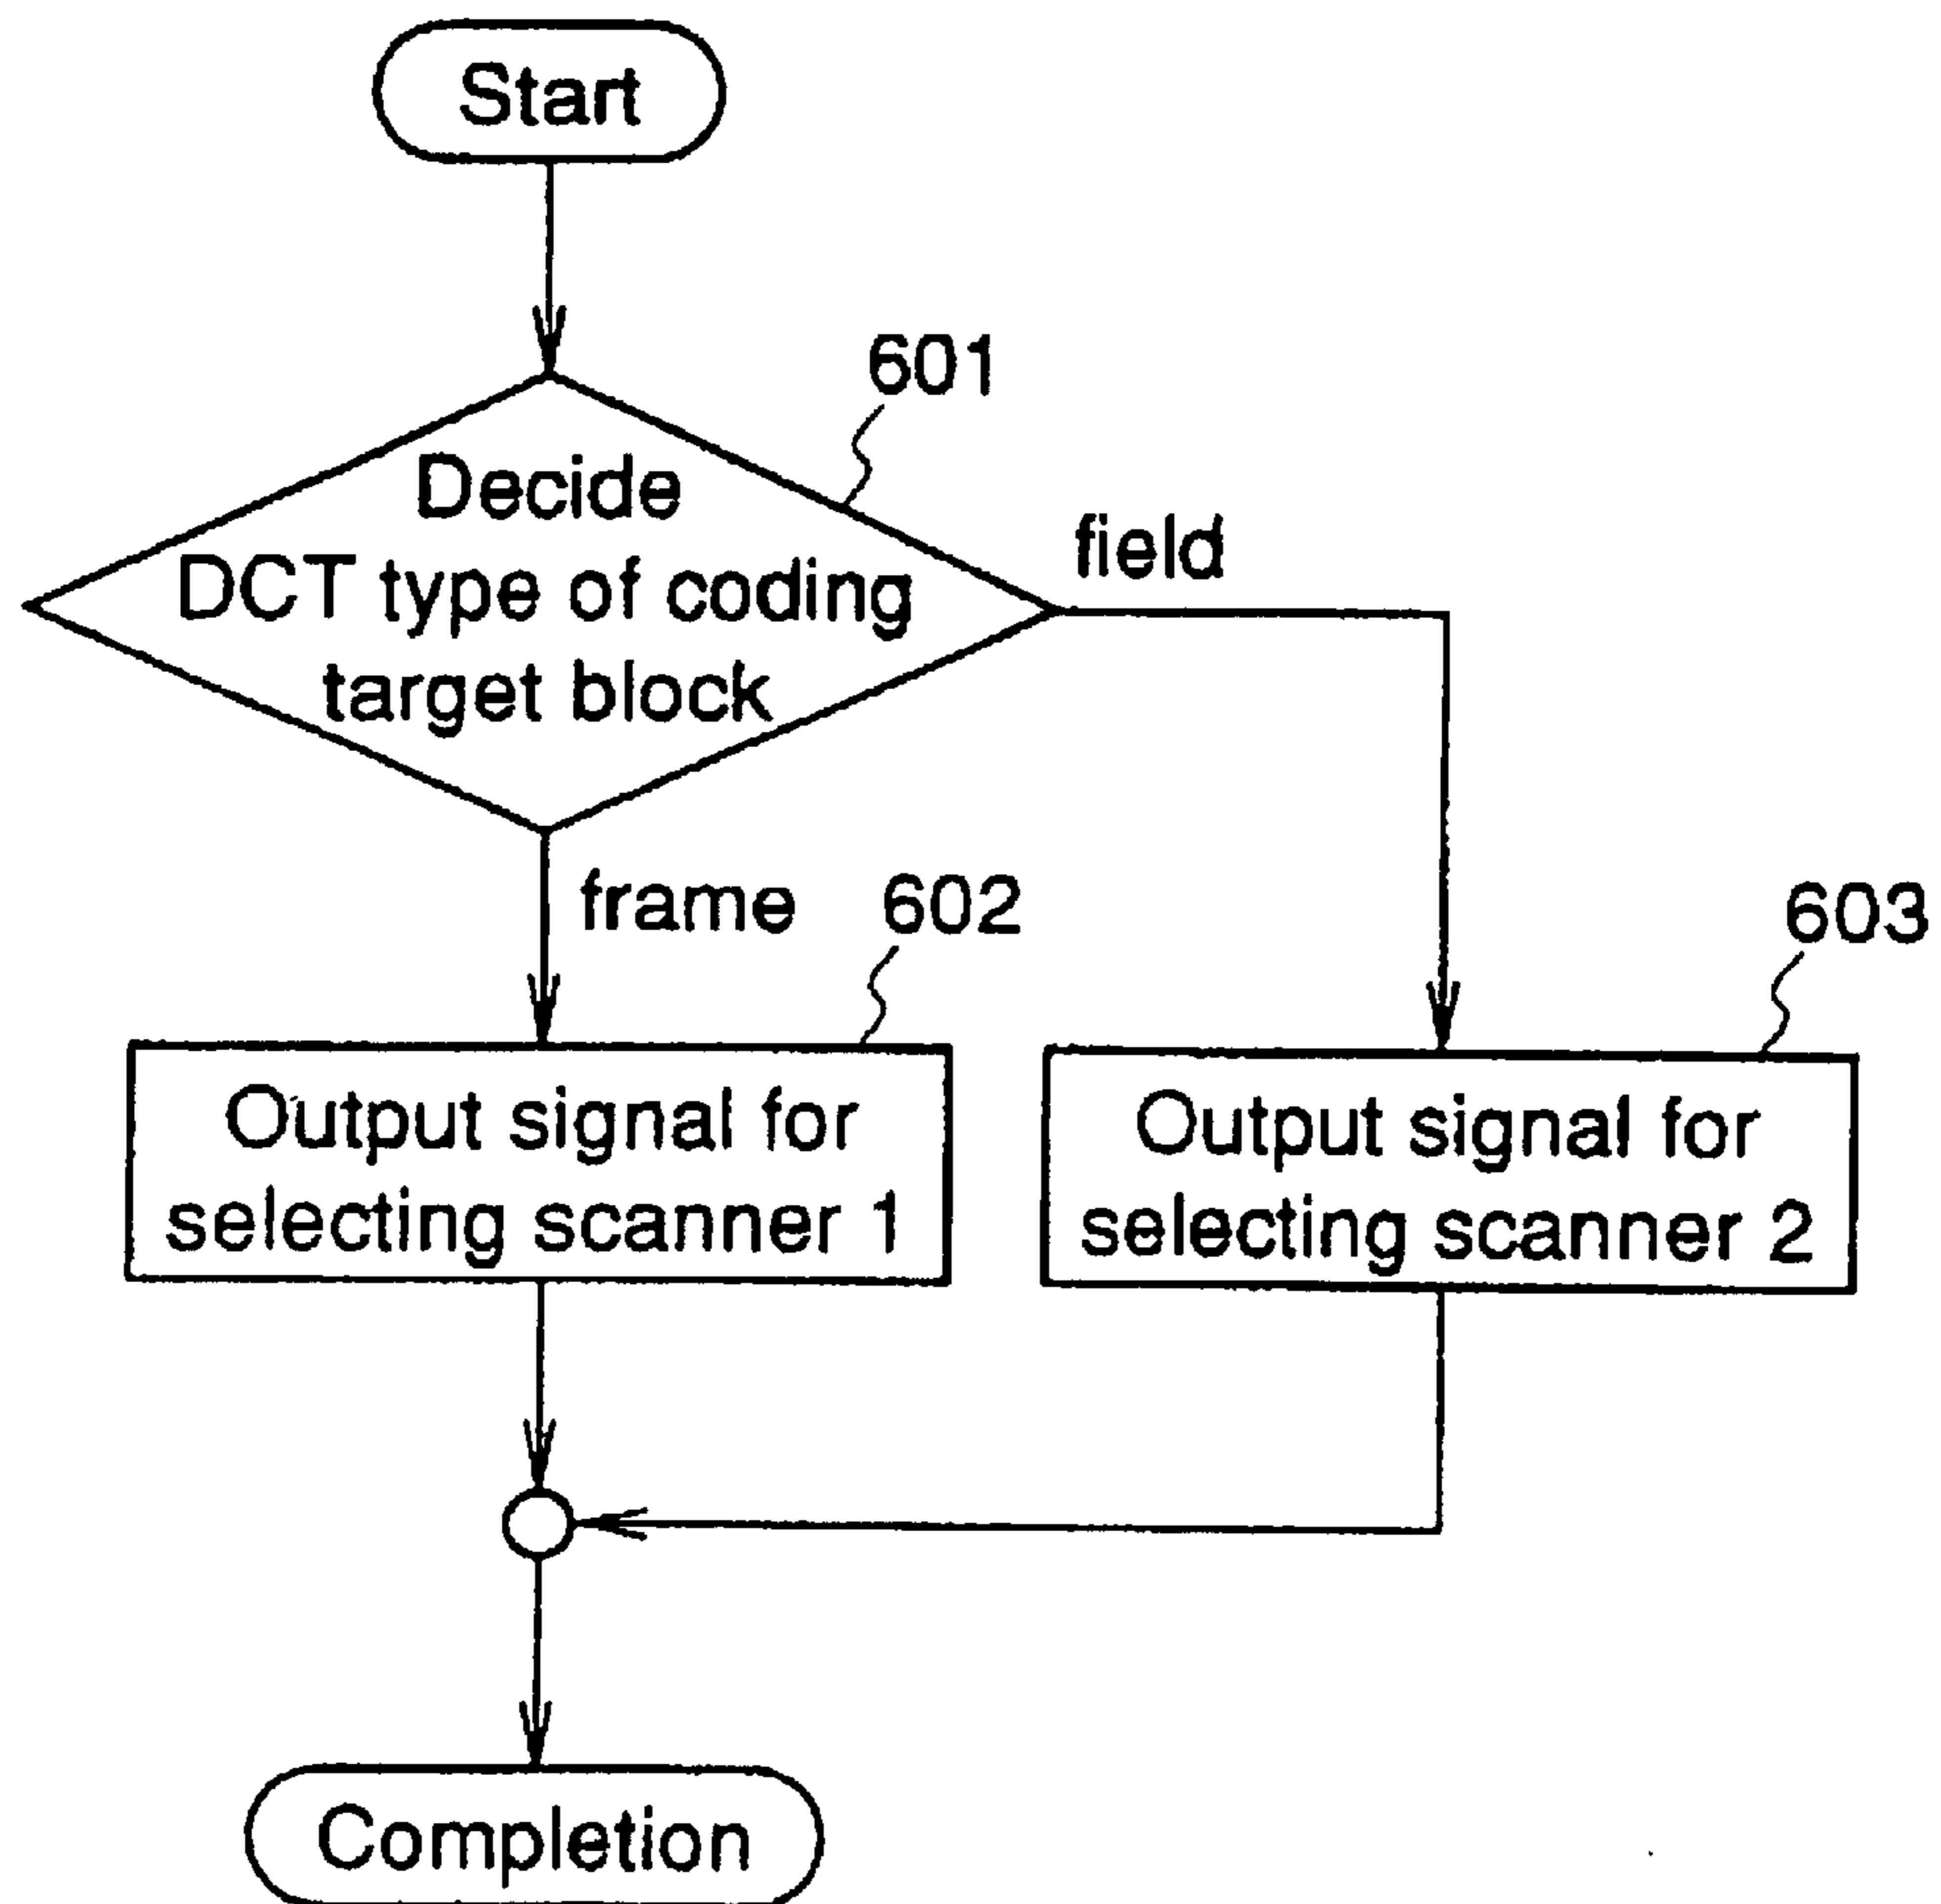 Start
601
Decide
DCT type of coding
target block
field
frame
602
603
Output signal for
selecting scanner 1
Output signal for
selecting scanner 2
Completion